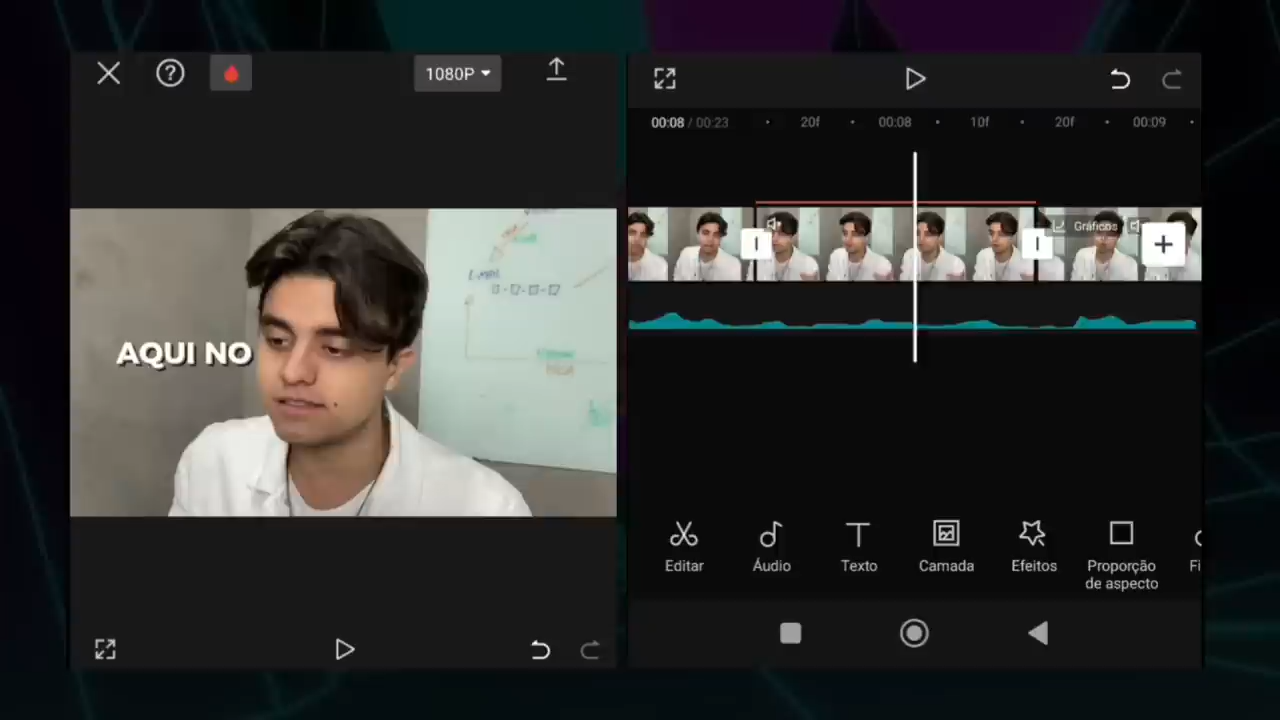 1080P
AQUI NO
00:08 / 00:23
20f
00:08
10f
20f
00:09
Gráficos
Editar
Áudio
Texto
Camada
Efeitos
Proporção
de aspecto
Fi